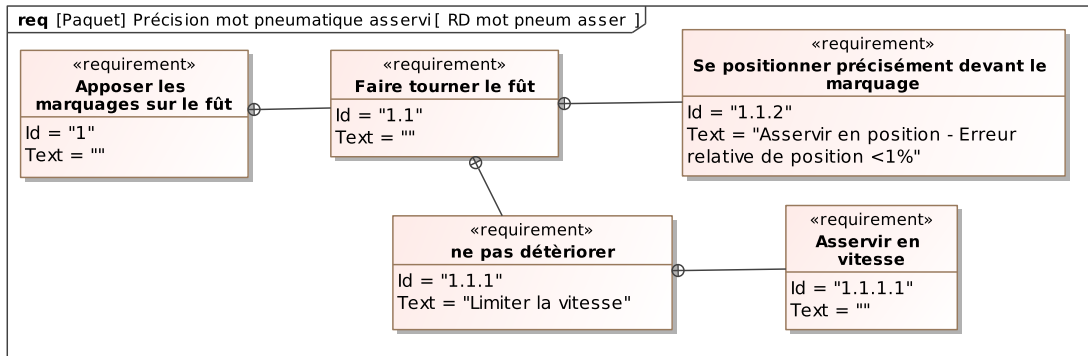 req [Paquet] Précision mot pneumatique asservi[ RD mot pneum asser ]
«requirement»
Apposer les
marquages sur le fût
Id = "1"
Text = ""
«requirement»
Faire tourner le fût
Id = "1.1"
Text = ""
«requirement»
Se positionner précisément devant le
marquage
Id = "1.1.2"
Text = "Asservir en position - Erreur
relative de position <1%"
«requirement»
ne pas détèriorer
Id = "1.1.1"
Text = "Limiter la vitesse"
«requirement»
Asservir en
vitesse
Id = "1.1.1.1"
Text = ""